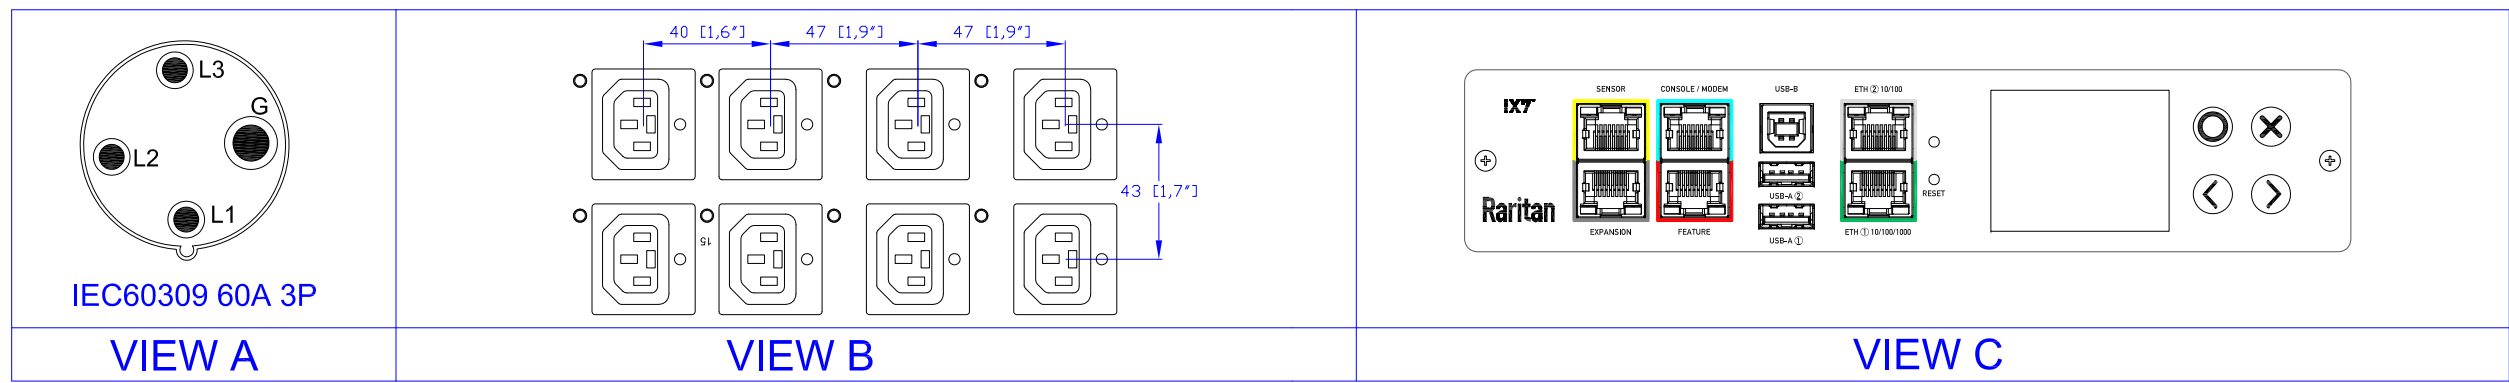 L3
G
L2
L1
IEC60309 60A 3P
VIEW A
40 [1,6"]
47 [1,9"]
47 [1,9"]
43 [1,7"]
15
VIEW B
iX7™
SENSOR
CONSOLE / MODEM
USB-B
ETH ② 10/100
RESET
USB-A ②
Raritan
EXPANSION
FEATURE
USB-A ①
ETH ① 10/100/1000
VIEW C